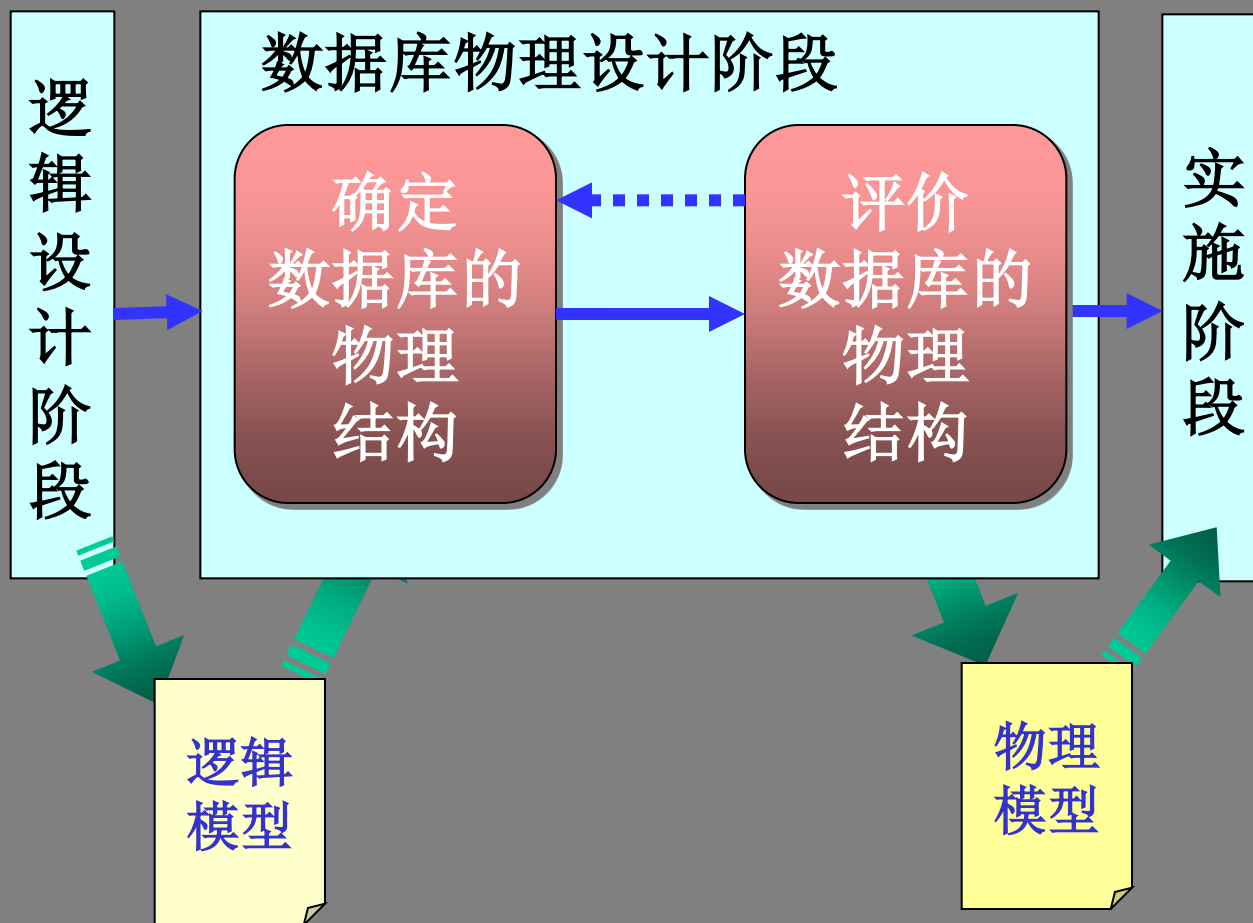 逻
辑
设
计
阶
段
数据库物理设计阶段
确定
数据库的
物理
结构
评价
数据库的
物理
结构
实
施
阶
段
逻辑
模型
物理
模型